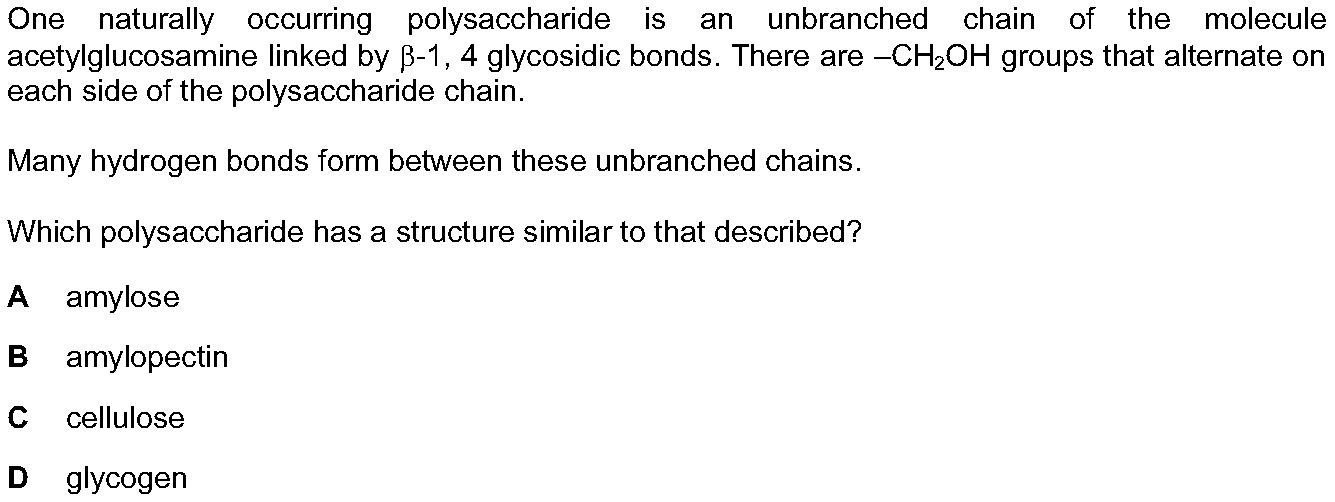 One naturally occurring polysaccharide is an unbranched chain of the molecule
acetylglucosamine linked by β-1, 4 glycosidic bonds. There are –CH₂OH groups that alternate on
each side of the polysaccharide chain.
Many hydrogen bonds form between these unbranched chains.
Which polysaccharide has a structure similar to that described?
A amylose
B amylopectin
C cellulose
D glycogen